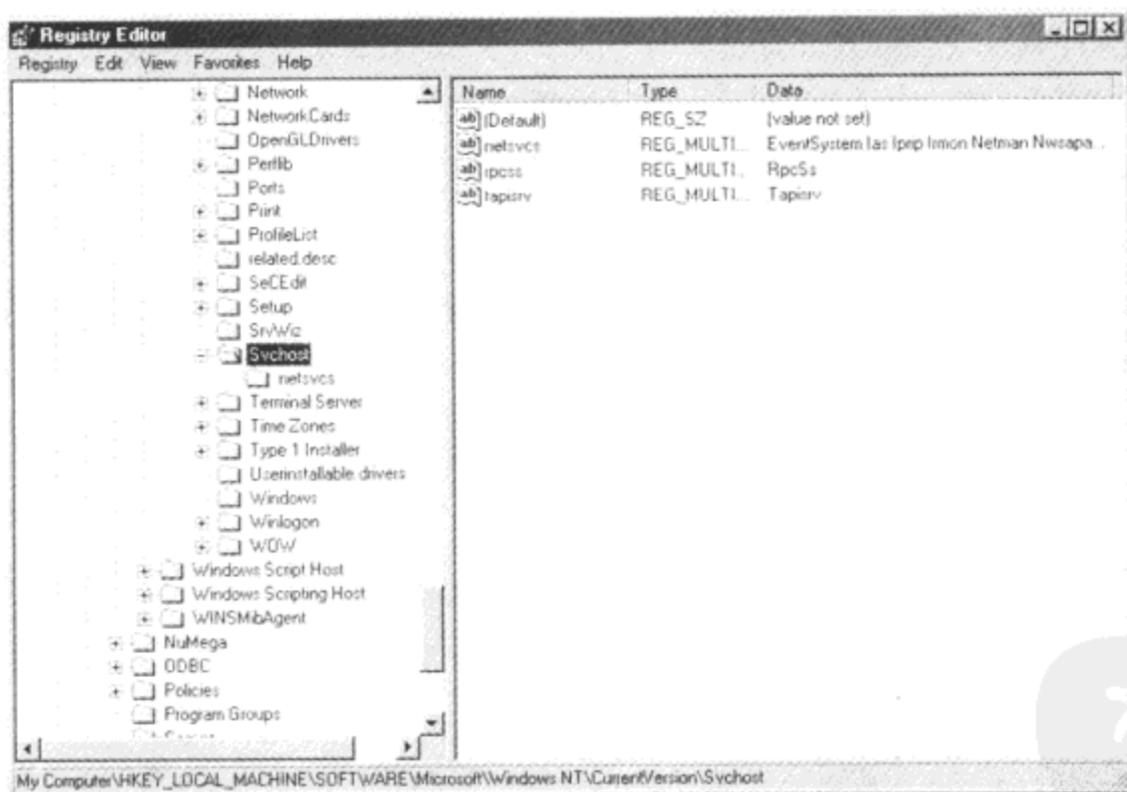 Registry Editor
Registry Edit View Favorites Help
Network
NetworkCards
OpenGLDrivers
Perflib
Ports
Print
ProfileList
related.desc
SeCEdit
Setup
SrvWiz
Svchost
netsvcs
Terminal Server
Time Zones
Type 1 Installer
Userinstallable.drivers
Windows
Winlogon
WOW
Windows Script Host
Windows Scripting Host
WINSMibAgent
NuMega
ODBC
Policies
Program Groups
Name Type Data
(Default) REG_SZ (value not set)
netsvcs REG_MULTI... EventSystem Ias Iprip Irmon Netman Nwsapa...
rpcss REG_MULTI... RpcSs
tapisrv REG_MULTI... Tapisrv
My Computer\HKEY_LOCAL_MACHINE\SOFTWARE\Microsoft\Windows NT\CurrentVersion\Svchost